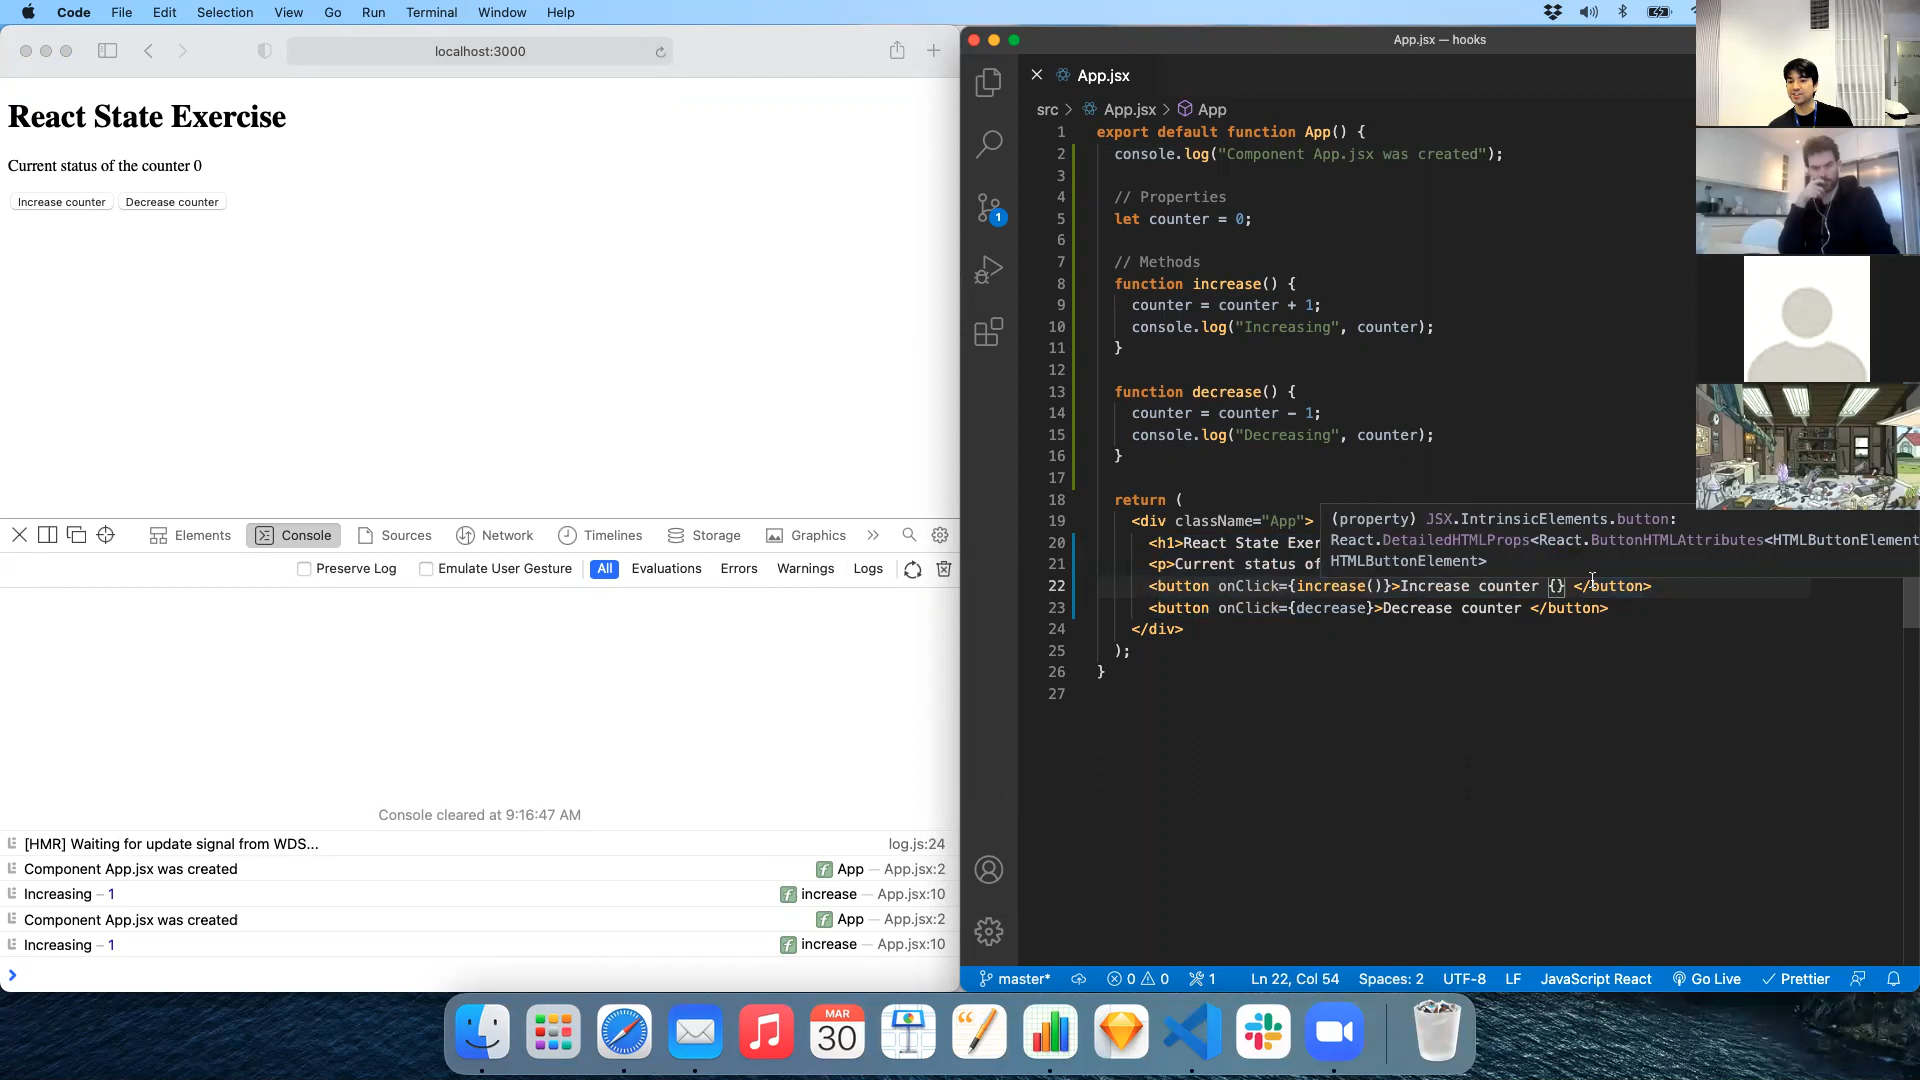 Code File Edit Selection View Go Run Terminal Window Help
localhost:3000
React State Exercise
Current status of the counter 0
Increase counter Decrease counter
Elements Console Sources Network Timelines Storage Graphics
Preserve Log Emulate User Gesture All Evaluations Errors Warnings Logs
Console cleared at 9:16:47 AM
[HMR] Waiting for update signal from WDS... log.js:24
Component App.jsx was created f App — App.jsx:2
Increasing – 1 f increase — App.jsx:10
Component App.jsx was created f App — App.jsx:2
Increasing – 1 f increase — App.jsx:10
App.jsx — hooks
App.jsx
src > App.jsx > App
1 export default function App() {
2 console.log("Component App.jsx was created");
3
4 // Properties
5 let counter = 0;
6
7 // Methods
8 function increase() {
9 counter = counter + 1;
10 console.log("Increasing", counter);
11 }
12
13 function decrease() {
14 counter = counter - 1;
15 console.log("Decreasing", counter);
16 }
17
18 return (
19 <div className="App">
20 <h1>React State Exer
21 <p>Current status of
22 <button onClick={increase()}>Increase counter {} </button>
23 <button onClick={decrease}>Decrease counter </button>
24 </div>
25 );
26 }
27
(property) JSX.IntrinsicElements.button:
React.DetailedHTMLProps<React.ButtonHTMLAttributes<HTMLButtonElement
HTMLButtonElement>
1
master* 0 0 1 Ln 22, Col 54 Spaces: 2 UTF-8 LF JavaScript React Go Live Prettier
MAR
30